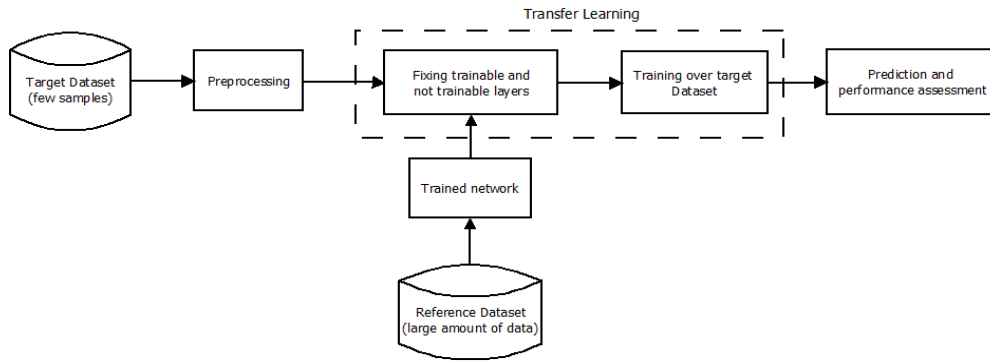 Transfer Learning
Target Dataset
(few samples)
Preprocessing
Fixing trainable and
not trainable layers
Training over target
Dataset
Prediction and
performance assessment
Trained network
Reference Dataset
(large amount of data)